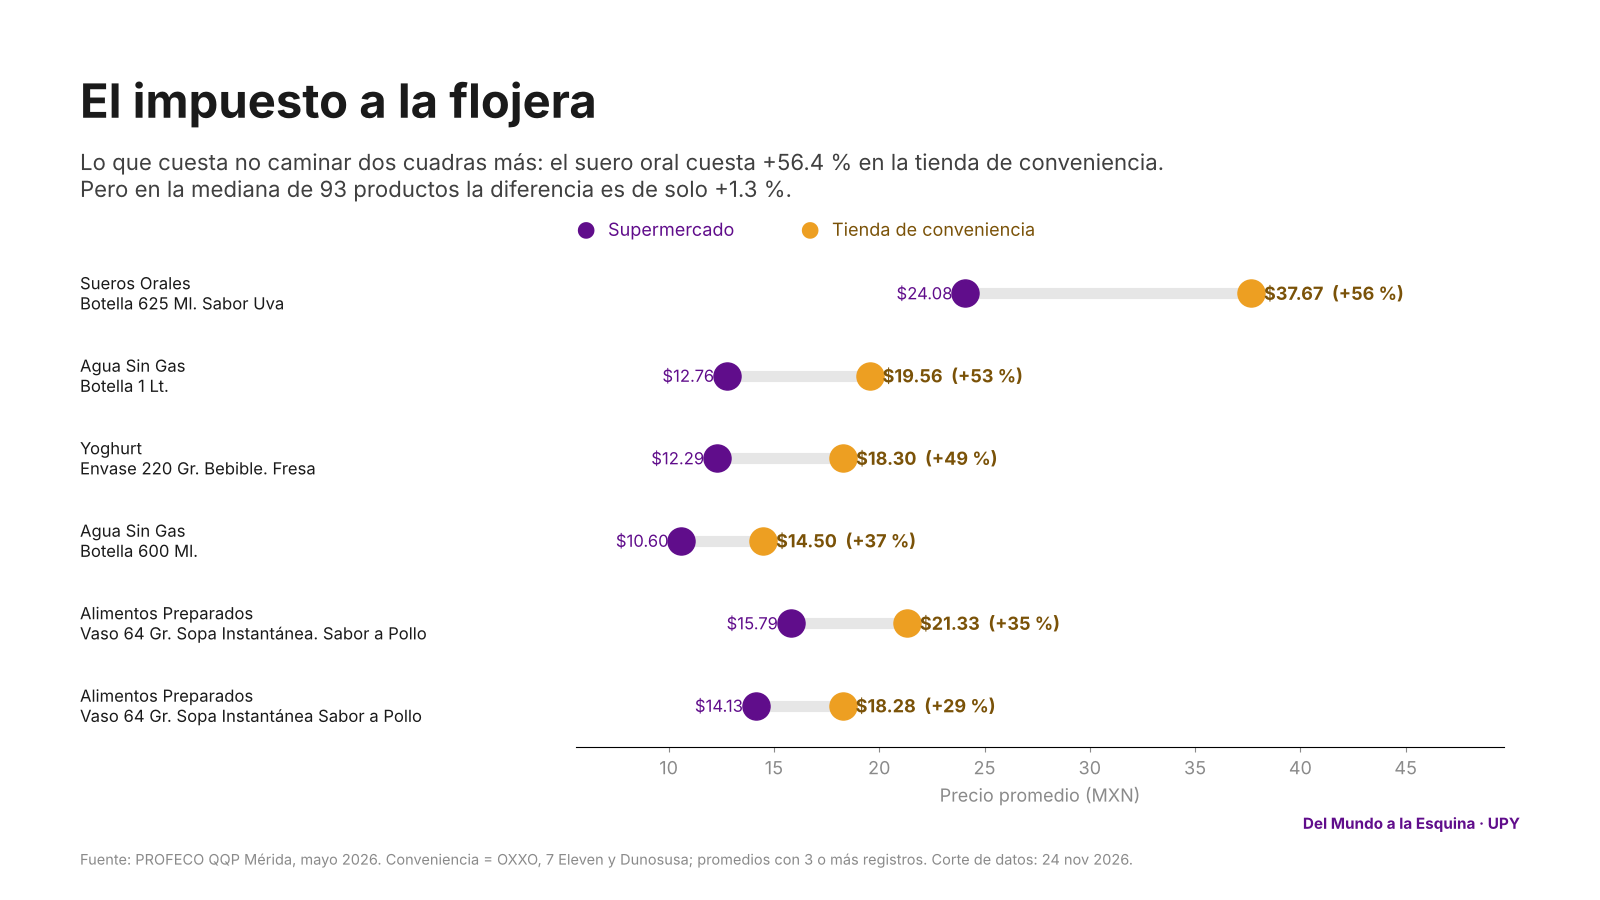 El impuesto a la flojera
Lo que cuesta no caminar dos cuadras más: el suero oral cuesta +56.4 % en la tienda de conveniencia.
Pero en la mediana de 93 productos la diferencia es de solo +1.3 %.
Supermercado
Tienda de conveniencia
Sueros Orales
Botella 625 Ml. Sabor Uva
$24.08
$37.67 (+56 %)
Agua Sin Gas
Botella 1 Lt.
$12.76
$19.56 (+53 %)
Yoghurt
Envase 220 Gr. Bebible. Fresa
$12.29
$18.30 (+49 %)
Agua Sin Gas
Botella 600 Ml.
$10.60
$14.50 (+37 %)
Alimentos Preparados
Vaso 64 Gr. Sopa Instantánea. Sabor a Pollo
$15.79
$21.33 (+35 %)
Alimentos Preparados
Vaso 64 Gr. Sopa Instantánea Sabor a Pollo
$14.13
$18.28 (+29 %)
10 15 20 25 30 35 40 45
Precio promedio (MXN)
Del Mundo a la Esquina · UPY
Fuente: PROFECO QQP Mérida, mayo 2026. Conveniencia = OXXO, 7 Eleven y Dunosusa; promedios con 3 o más registros. Corte de datos: 24 nov 2026.